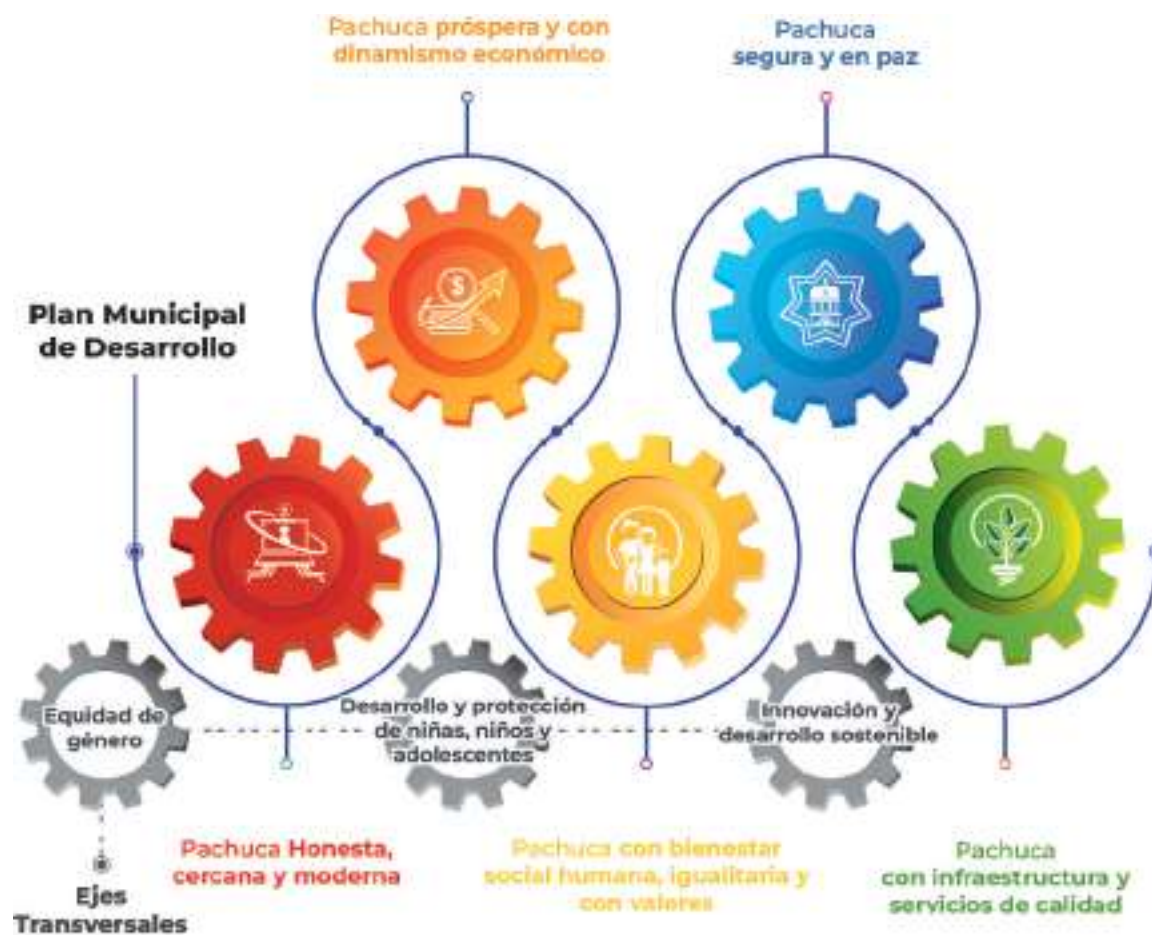 Pachuca próspera y con
dinamismo económico
Pachuca
segura y en paz
Plan Municipal
de Desarrollo
$
Equidad de
género
Desarrollo y protección
de niñas, niños y
adolescentes
Innovación y
desarrollo sostenible
Pachuca Honesta,
cercana y moderna
Pachuca con bienestar
social humana, igualitaria y
con valores
Pachuca
con infraestructura y
servicios de calidad
Ejes
Transversales